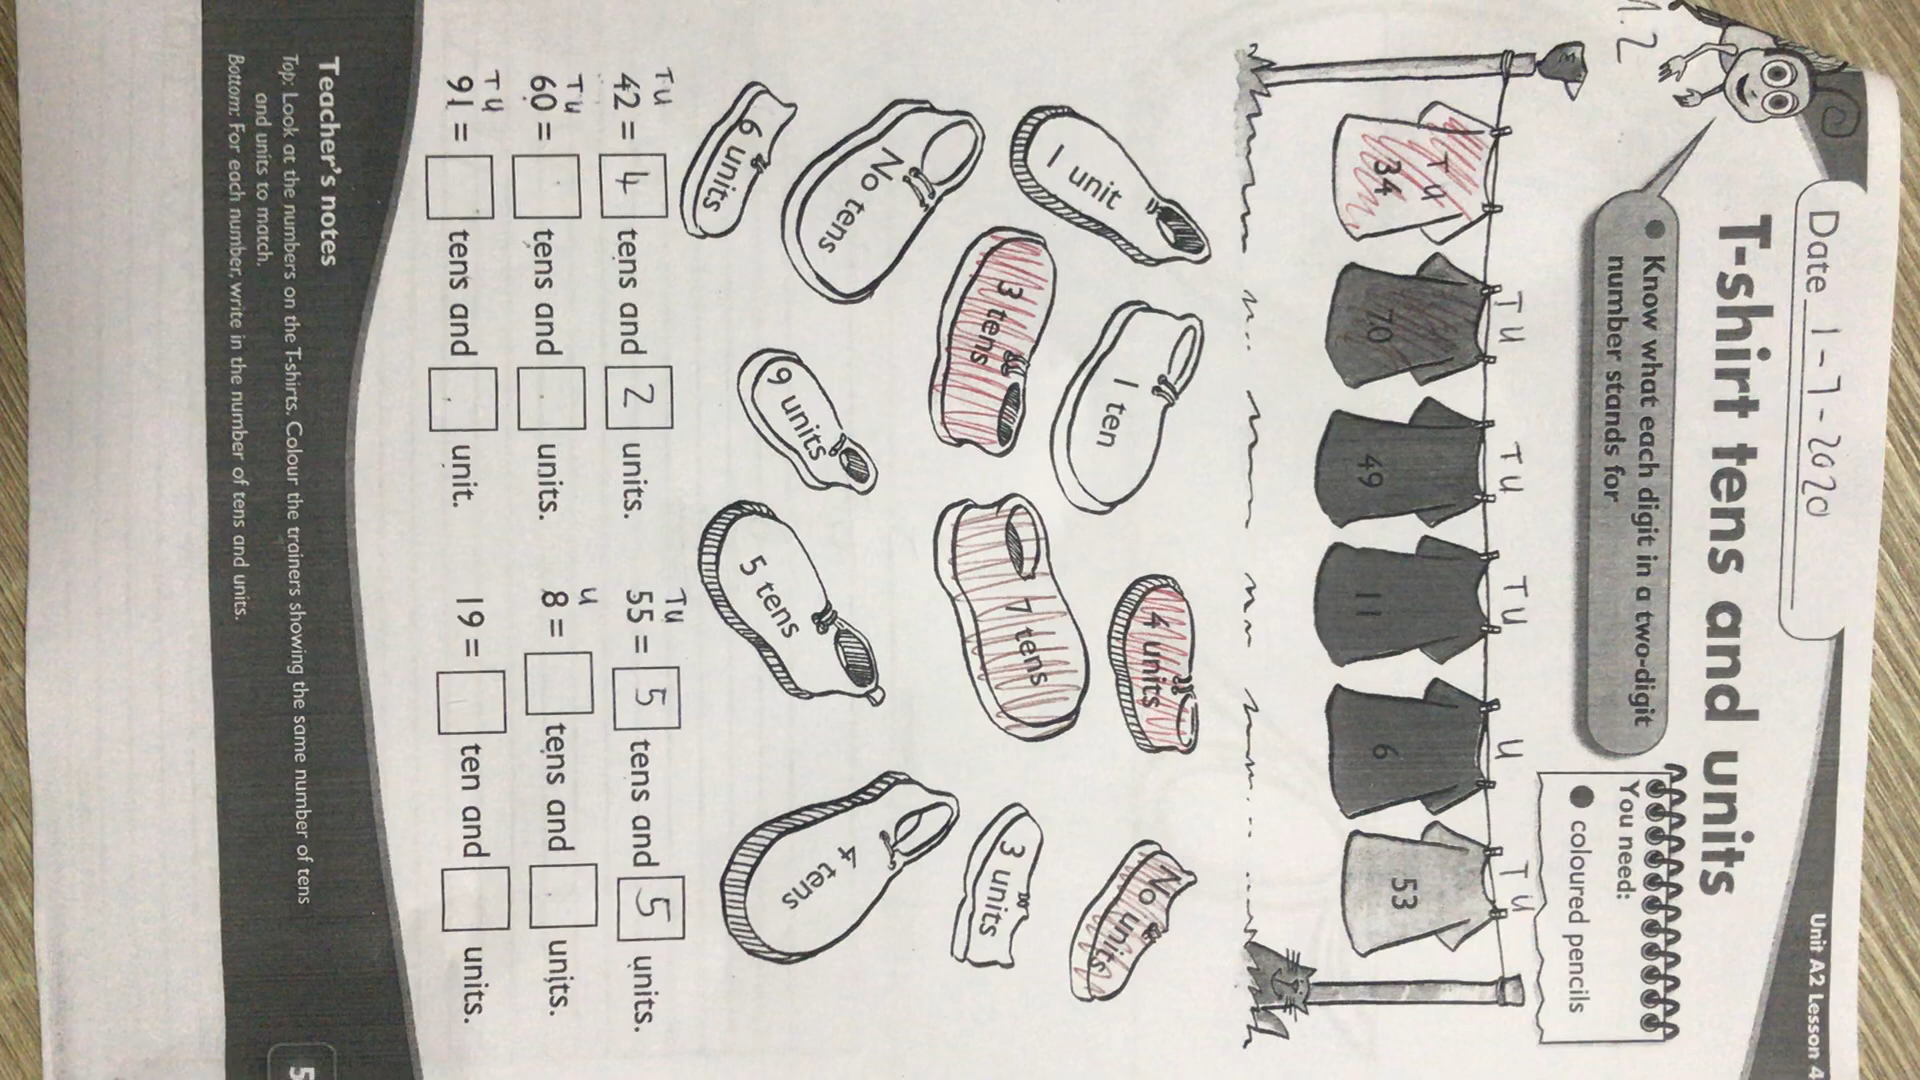 Unit A2 Lesson 4
Date 1-7-2020
T-shirt tens and units
• Know what each digit in a two-digit
number stands for
You need:
• coloured pencils
T U
34
T U
70
T U
49
T U
11
U
6
T U
53
1 unit
1 ten
4 units
No units
No tens
3 tens
7 tens
3 units
6 units
9 units
5 tens
4 tens
T U
42 = 4 tens and 2 units.
T U
55 = 5 tens and 5 units.
T U
60 = tens and units.
U
8 = tens and units.
T U
91 = tens and unit.
19 = ten and units.
Teacher's notes
Top: Look at the numbers on the T-shirts. Colour the trainers showing the same number of tens
and units to match.
Bottom: For each number, write in the number of tens and units.